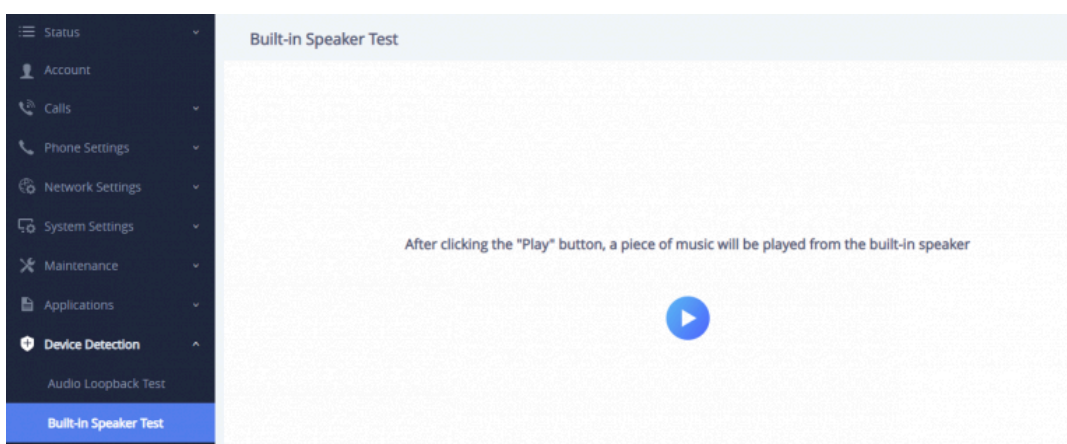 Status
Account
Calls
Phone Settings
Network Settings
System Settings
Maintenance
Applications
Device Detection
Audio Loopback Test
Built-in Speaker Test
Built-in Speaker Test
After clicking the "Play" button, a piece of music will be played from the built-in speaker